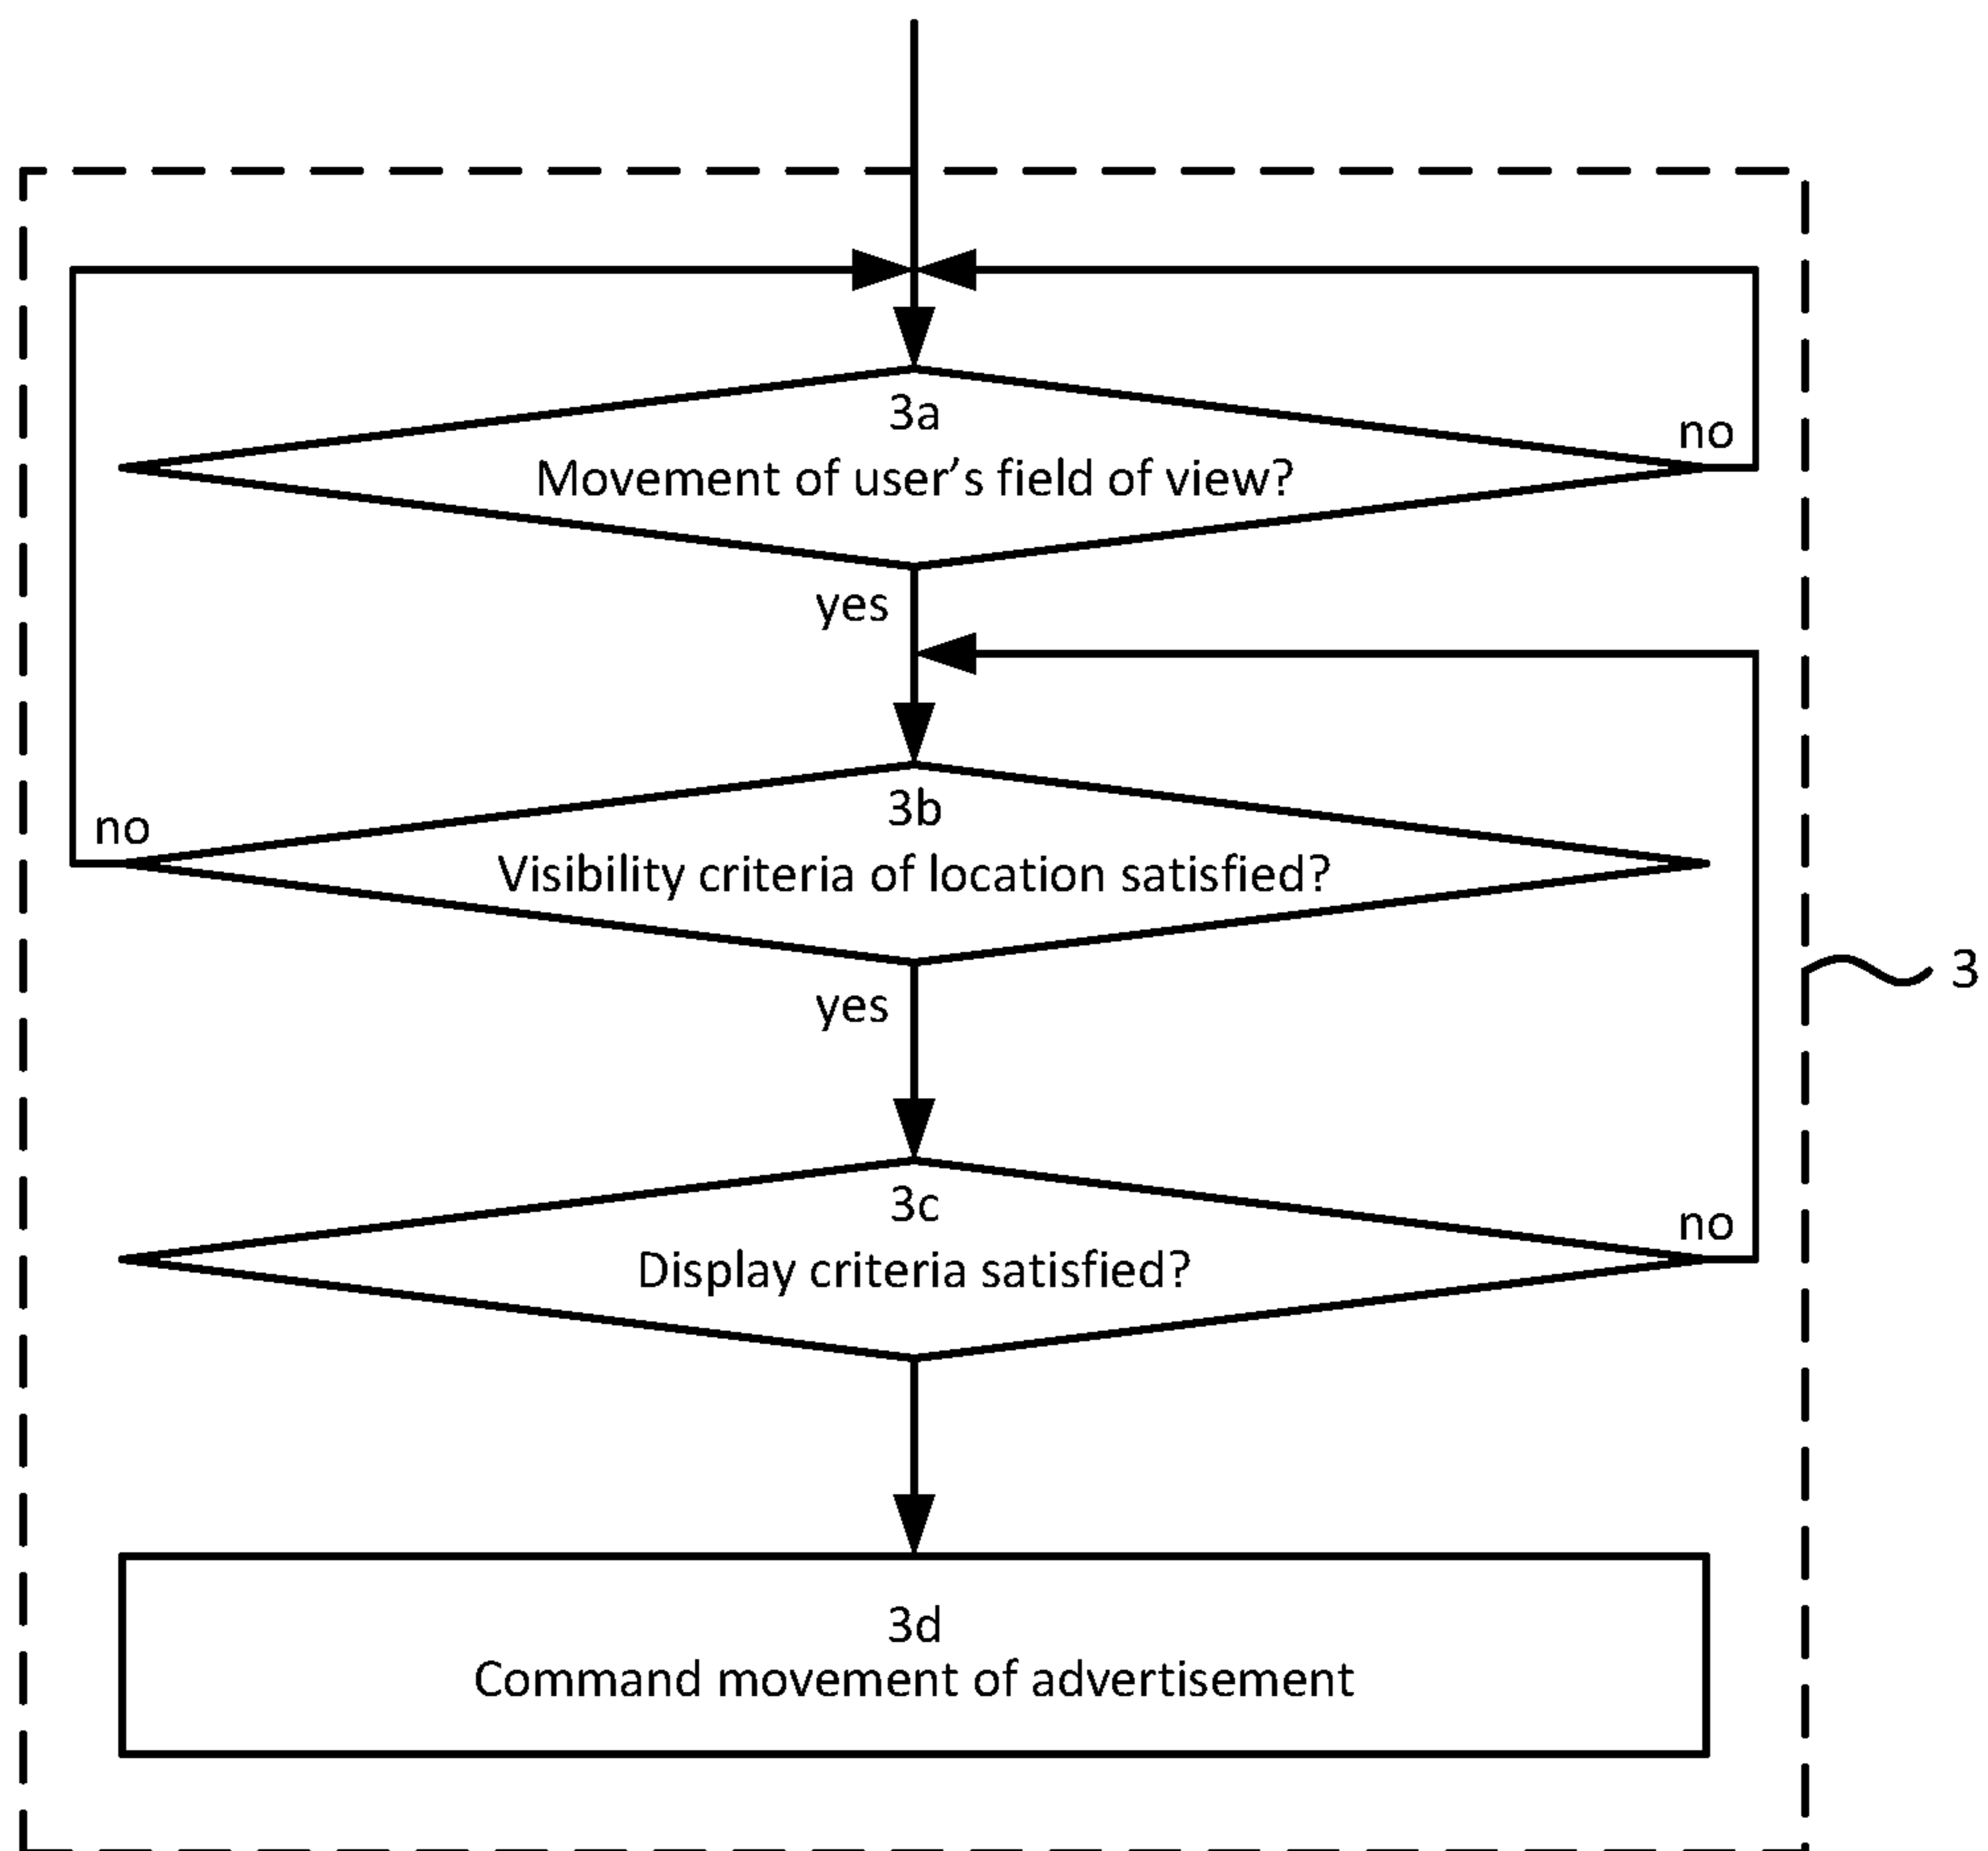 3a
no
Movement of user’s field of view?
yes
3b
no
Visibility criteria of location satisfied?
3
yes
3c
no
Display criteria satisfied?
3d
Command movement of advertisement